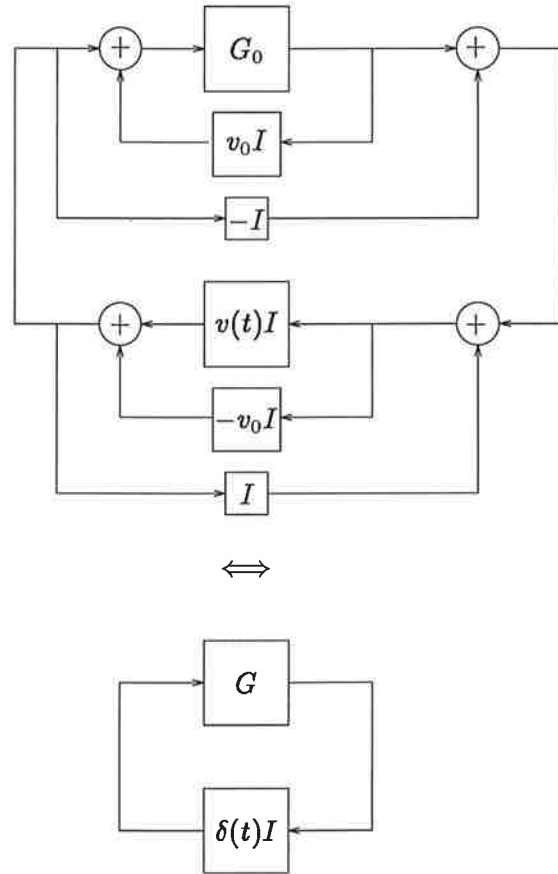 + G₀ +
v₀I
−I
+ v(t)I +
−v₀I
I
⟺
G
δ(t)I